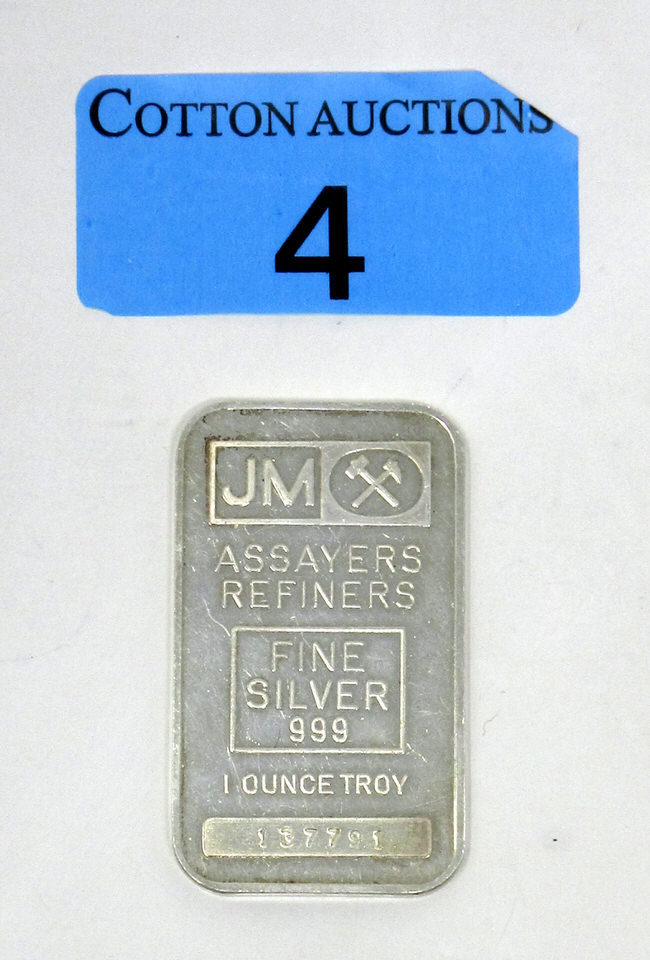 COTTON AUCTIONS
4
JM
ASSAYERS
REFINERS
FINE
SILVER
999
1 OUNCE TROY
137791